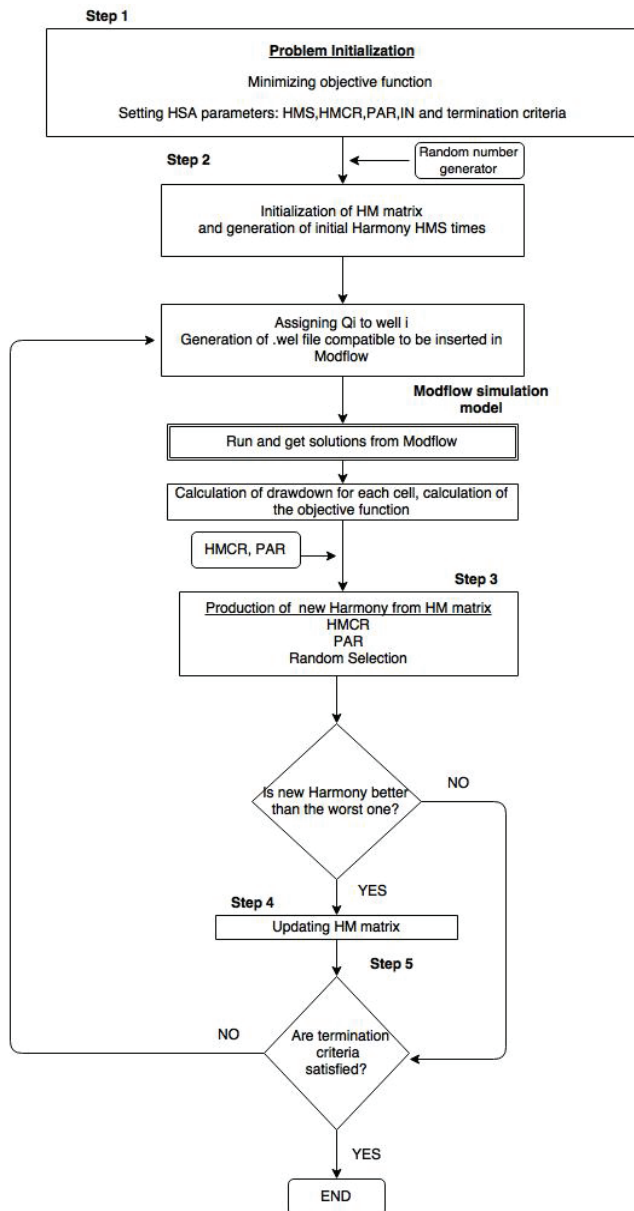 Step 1
Problem Initialization
Minimizing objective function
Setting HSA parameters: HMS,HMCR,PAR,IN and termination criteria
Step 2
Random number
generator
Initialization of HM matrix
and generation of initial Harmony HMS times
Assigning Qi to well i
Generation of .wel file compatible to be inserted in
Modflow
Modflow simulation
model
Run and get solutions from Modflow
Calculation of drawdown for each cell, calculation of
the objective function
HMCR, PAR
Step 3
Production of new Harmony from HM matrix
HMCR
PAR
Random Selection
Is new Harmony better
than the worst one?
NO
YES
Step 4
Updating HM matrix
Step 5
NO
Are termination
criteria
satisfied?
YES
END